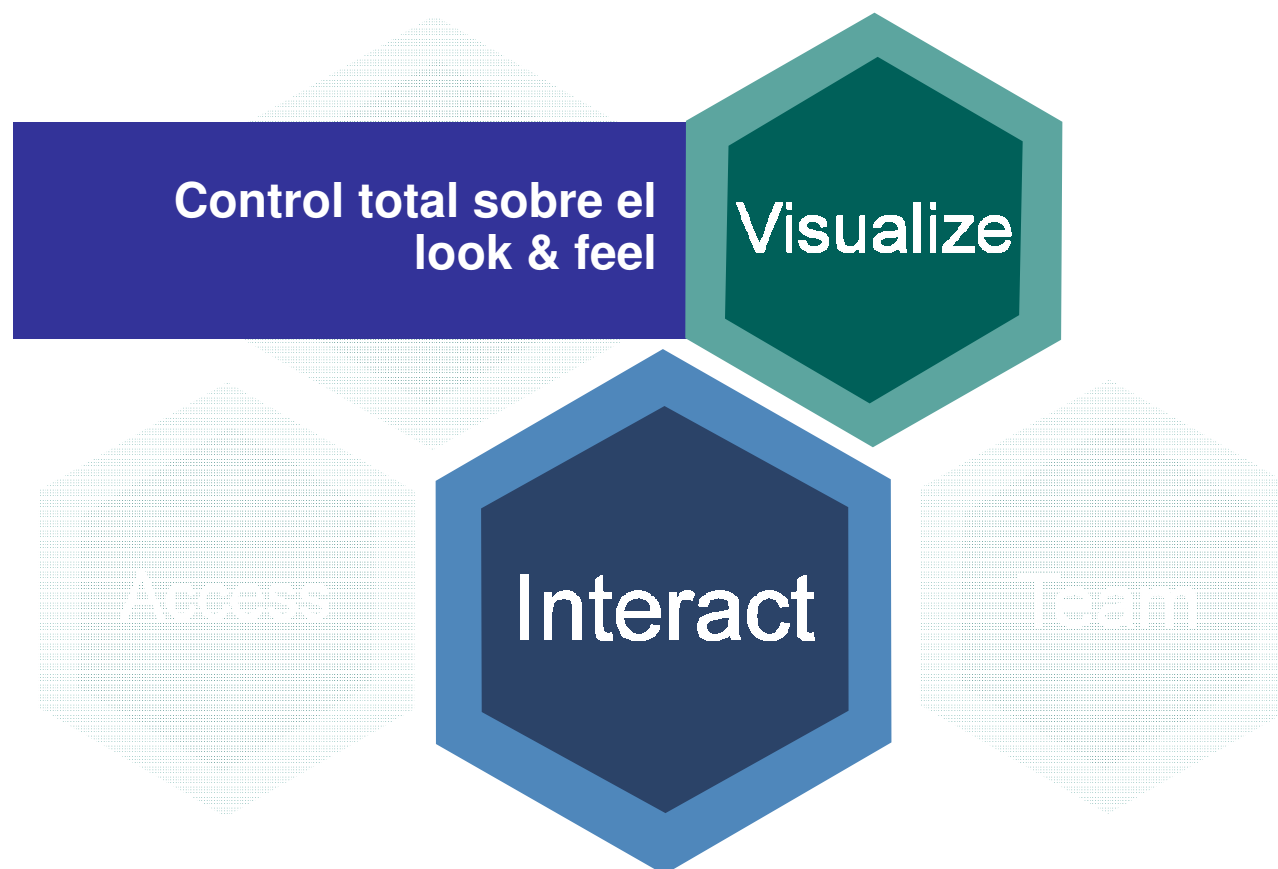 Control total sobre el
look & feel
Visualize
Access
Interact
Team